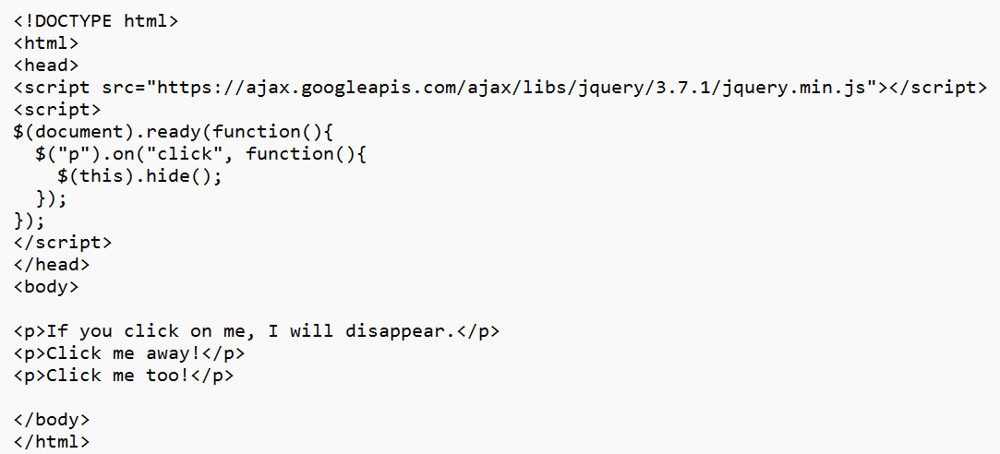 <!DOCTYPE html>
<html>
<head>
<script src="https://ajax.googleapis.com/ajax/libs/jquery/3.7.1/jquery.min.js"></script>
<script>
$(document).ready(function(){
  $("p").on("click", function(){
    $(this).hide();
  });
});
</script>
</head>
<body>

<p>If you click on me, I will disappear.</p>
<p>Click me away!</p>
<p>Click me too!</p>

</body>
</html>